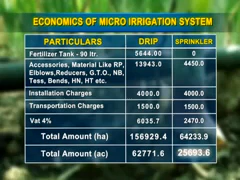 ECONOMICS OF MICRO IRRIGATION SYSTEM
PARTICULARS DRIP SPRINKLER
Fertilizer Tank - 90 ltr. 5644.00 0
Accessories, Material Like RP, 13943.0 4450.0
Elblows,Reducers, G.T.O., NB,
Tess, Bends, HN, HT etc.
Installation Charges 4000.0 4000.0
Transportation Charges 1500.0 1500.0
Vat 4% 6035.7 2470.0
Total Amount (ha) 156929.4 64233.9
Total Amount (ac) 62771.6 25693.6